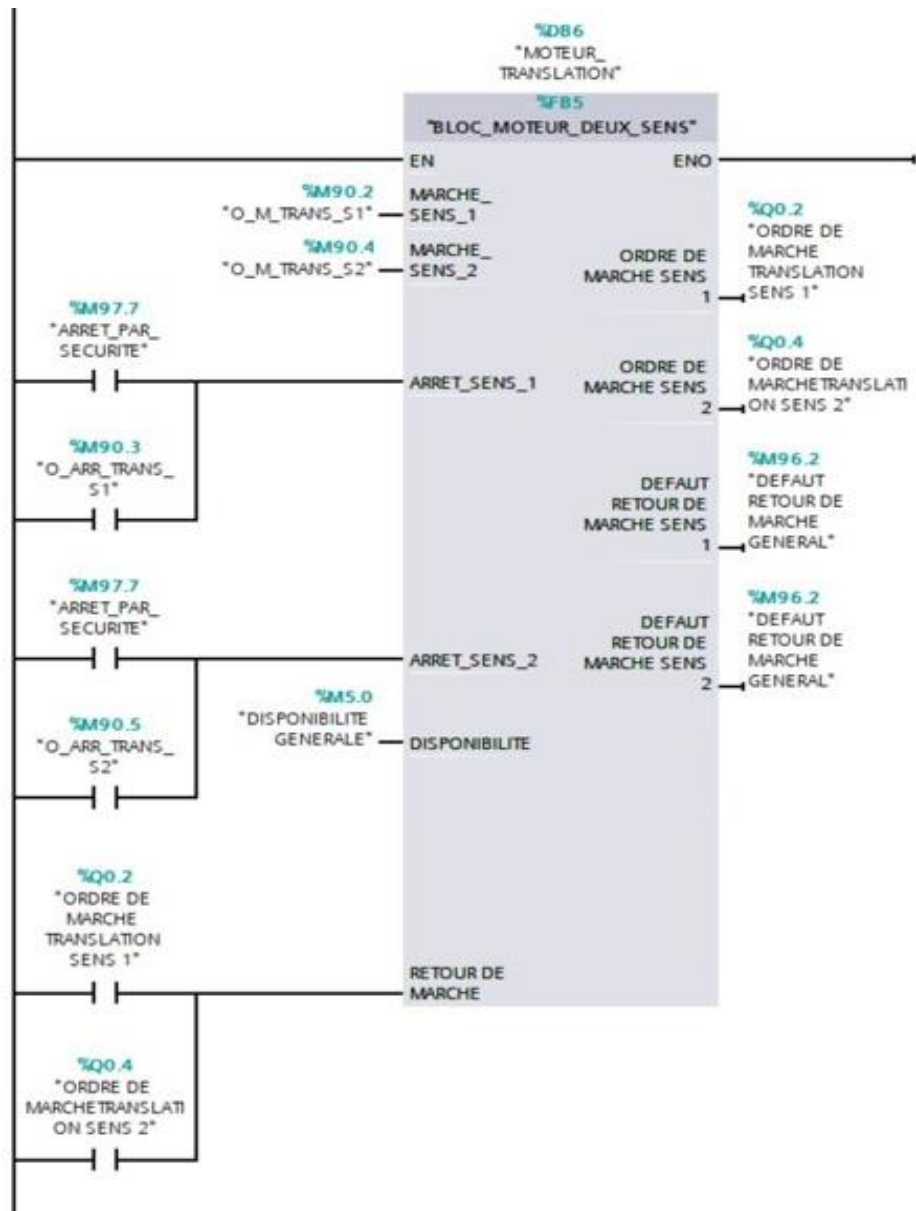 %DB6
"MOTEUR_
TRANSLATION"
%FB5
"BLOC_MOTEUR_DEUX_SENS"
EN
ENO
%M90.2
"O_M_TRANS_S1"
MARCHE_
SENS_1
%M90.4
"O_M_TRANS_S2"
MARCHE_
SENS_2
ORDRE DE
MARCHE SENS
1
%Q0.2
"ORDRE DE
MARCHE
TRANSLATION
SENS 1"
%M97.7
"ARRET_PAR_
SECURITE"
ARRET_SENS_1
ORDRE DE
MARCHE SENS
2
%Q0.4
"ORDRE DE
MARCHETRANSLATI
ON SENS 2"
%M90.3
"O_ARR_TRANS_
S1"
DEFAUT
RETOUR DE
MARCHE SENS
1
%M96.2
"DEFAUT
RETOUR DE
MARCHE
GENERAL"
%M97.7
"ARRET_PAR_
SECURITE"
ARRET_SENS_2
DEFAUT
RETOUR DE
MARCHE SENS
2
%M96.2
"DEFAUT
RETOUR DE
MARCHE
GENERAL"
%M90.5
"O_ARR_TRANS_
S2"
%M5.0
"DISPONIBILITE
GENERALE"
DISPONIBILITE
%Q0.2
"ORDRE DE
MARCHE
TRANSLATION
SENS 1"
RETOUR DE
MARCHE
%Q0.4
"ORDRE DE
MARCHETRANSLATI
ON SENS 2"